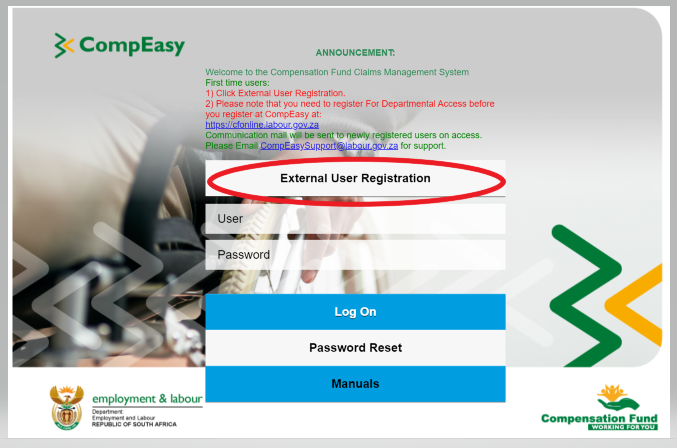 CompEasy
ANNOUNCEMENT:
Welcome to the Compensation Fund Claims Management System
First time users:
1) Click External User Registration.
2) Please note that you need to register For Departmental Access before
you register at CompEasy at:
https://cfonline.labour.gov.za
Communication mail will be sent to newly registered users on access.
Please Email CompEasySupport@labour.gov.za for support.
External User Registration
User
Password
Log On
Password Reset
Manuals
employment & labour
Department:
Employment and Labour
REPUBLIC OF SOUTH AFRICA
Compensation Fund
WORKING FOR YOU